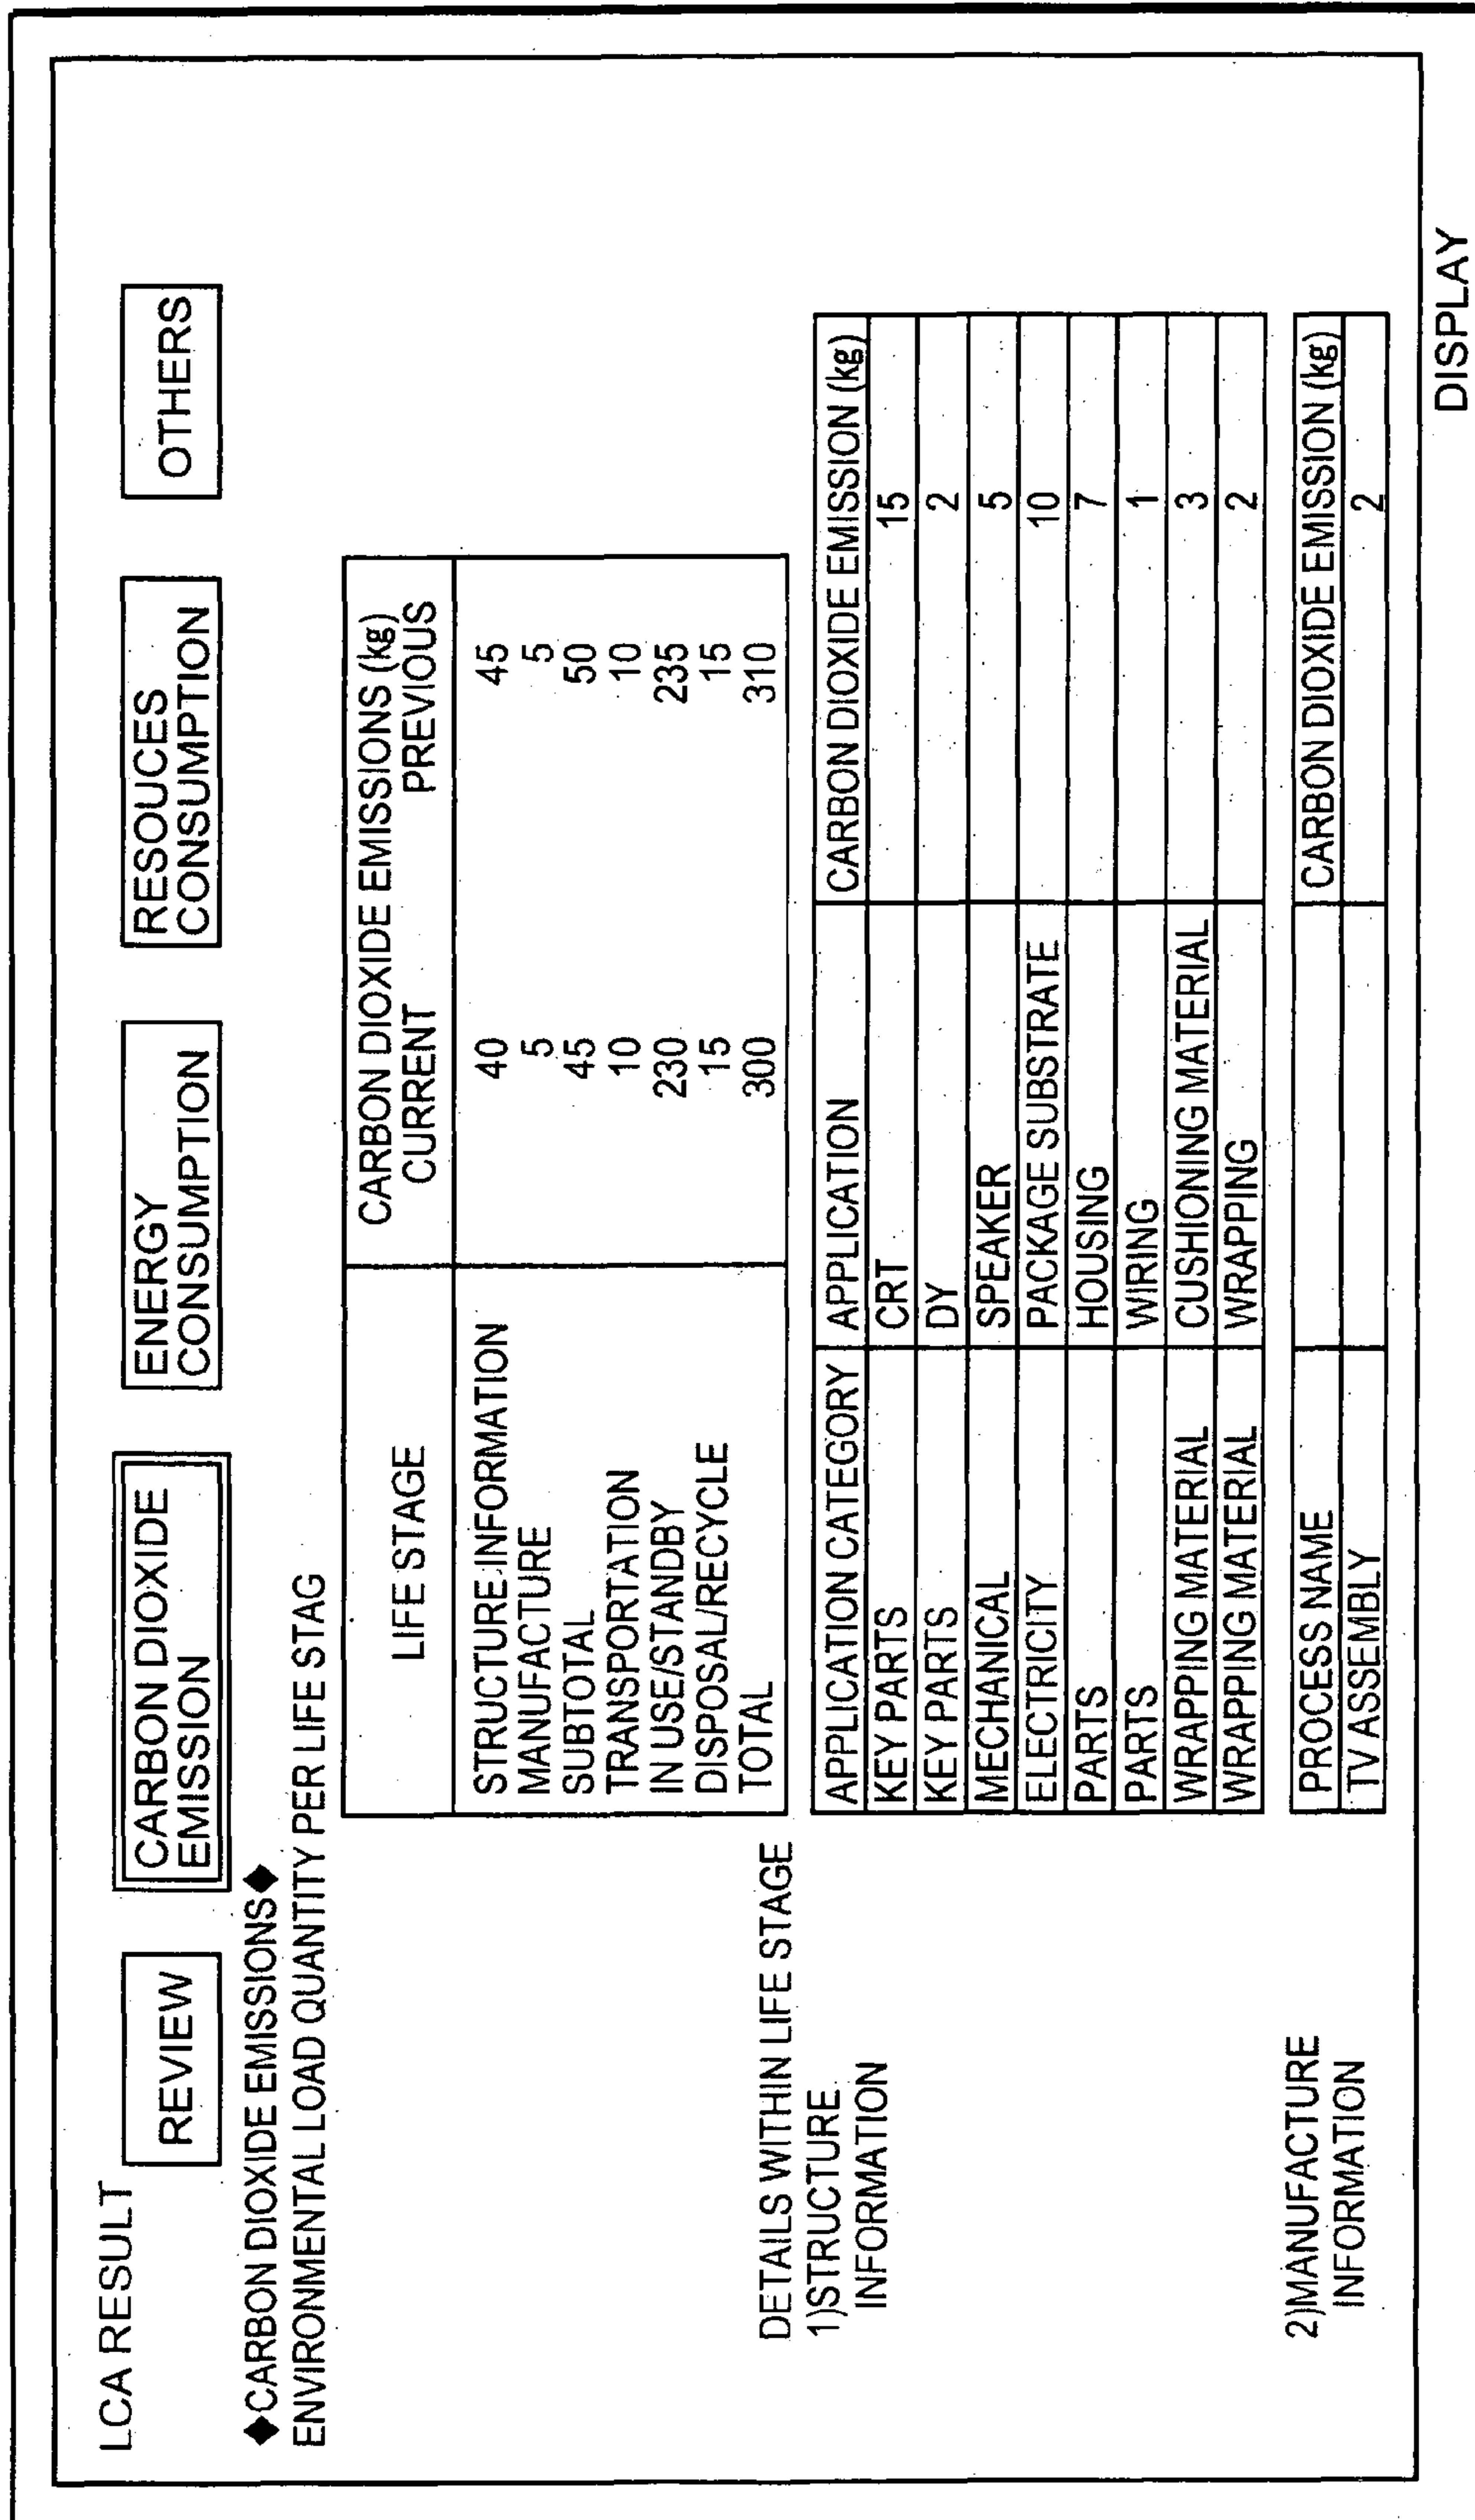 LCA RESULT
REVIEW
CARBON DIOXIDE
EMISSION
ENERGY
CONSUMPTION
RESOUCES
CONSUMPTION
OTHERS
◆CARBON DIOXIDE EMISSIONS◆
ENVIRONMENTAL LOAD QUANTITY PER LIFE STAG
LIFE STAGE CARBON DIOXIDE EMISSIONS (kg)
CURRENT PREVIOUS
STRUCTURE INFORMATION 40 45
MANUFACTURE 5 5
SUBTOTAL 45 50
TRANSPORTATION 10 10
IN USE/STANDBY 230 235
DISPOSAL/RECYCLE 15 15
TOTAL 300 310
DETAILS WITHIN LIFE STAGE
1)STRUCTURE
INFORMATION
APPLICATION CATEGORY APPLICATION CARBON DIOXIDE EMISSION (kg)
KEY PARTS CRT 15
KEY PARTS DY 2
MECHANICAL SPEAKER 5
ELECTRICITY PACKAGE SUBSTRATE 10
PARTS HOUSING 7
PARTS WIRING 1
WRAPPING MATERIAL CUSHIONING MATERIAL 3
WRAPPING MATERIAL WRAPPING 2
2)MANUFACTURE
INFORMATION
PROCESS NAME CARBON DIOXIDE EMISSION (kg)
TV ASSEMBLY 2
DISPLAY